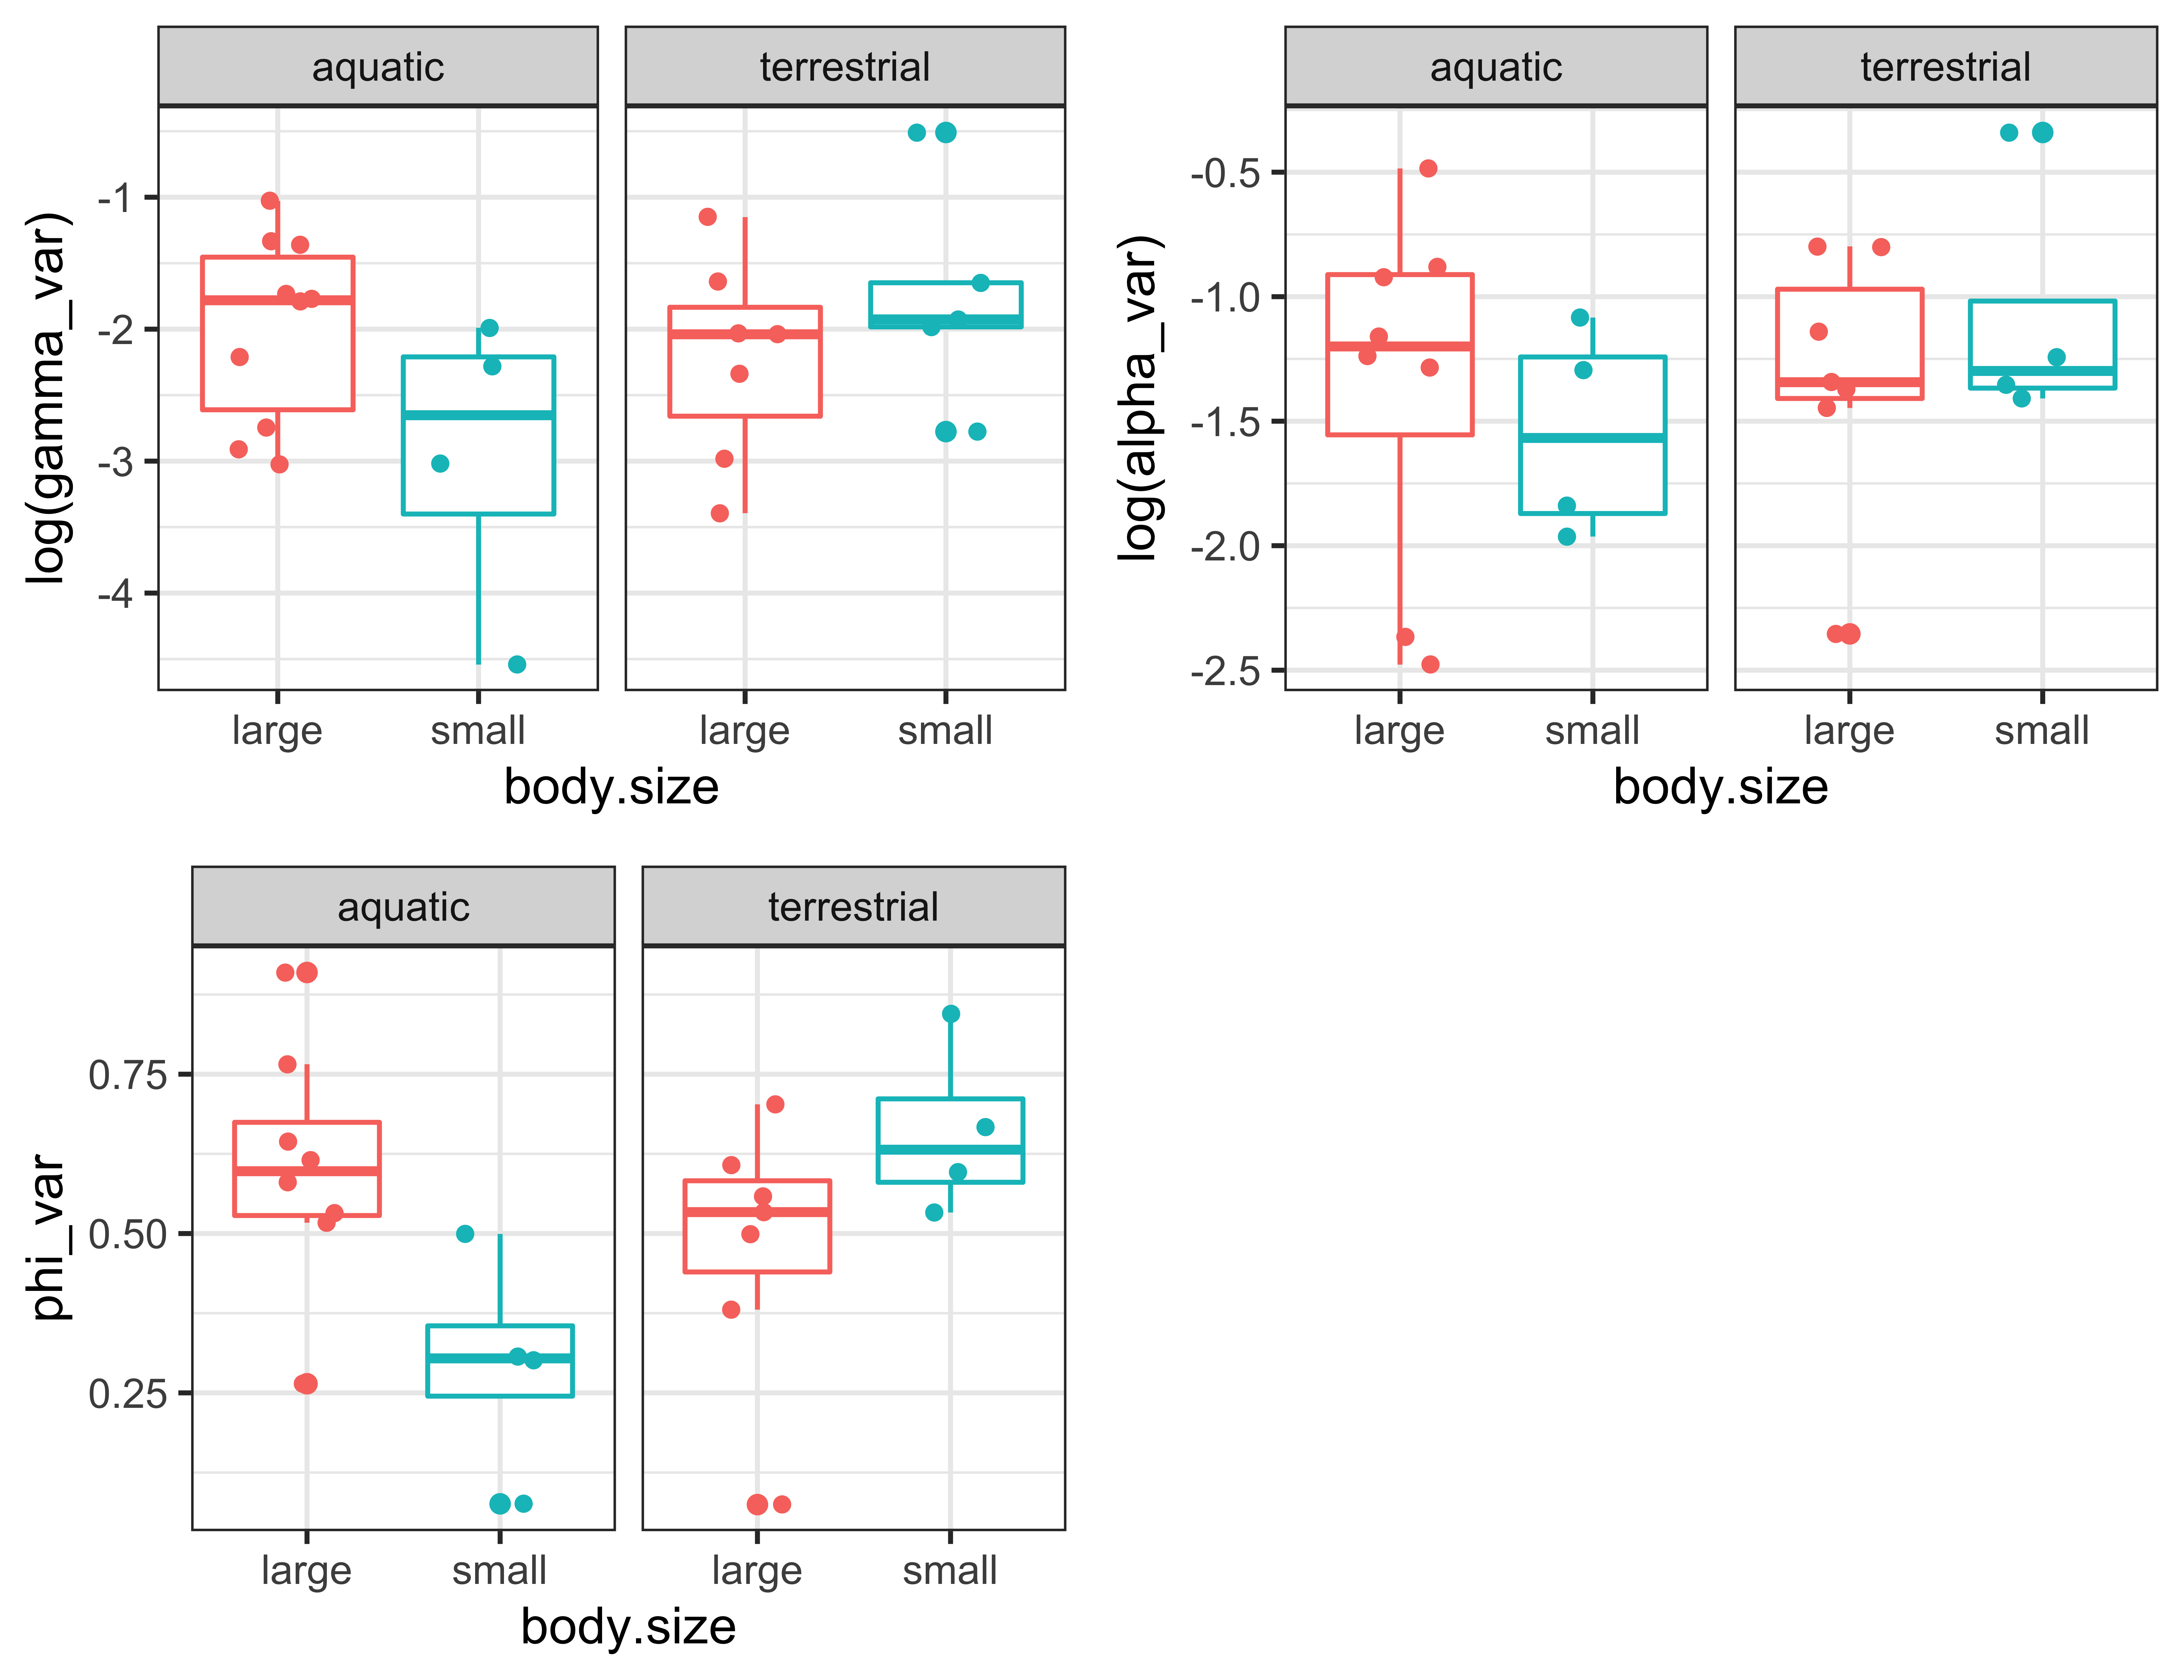 aquatic terrestrial
log(gamma_var)
-1
-2
-3
-4
large small large small
body.size
aquatic terrestrial
log(alpha_var)
-0.5
-1.0
-1.5
-2.0
-2.5
large small large small
body.size
aquatic terrestrial
phi_var
0.75
0.50
0.25
large small large small
body.size